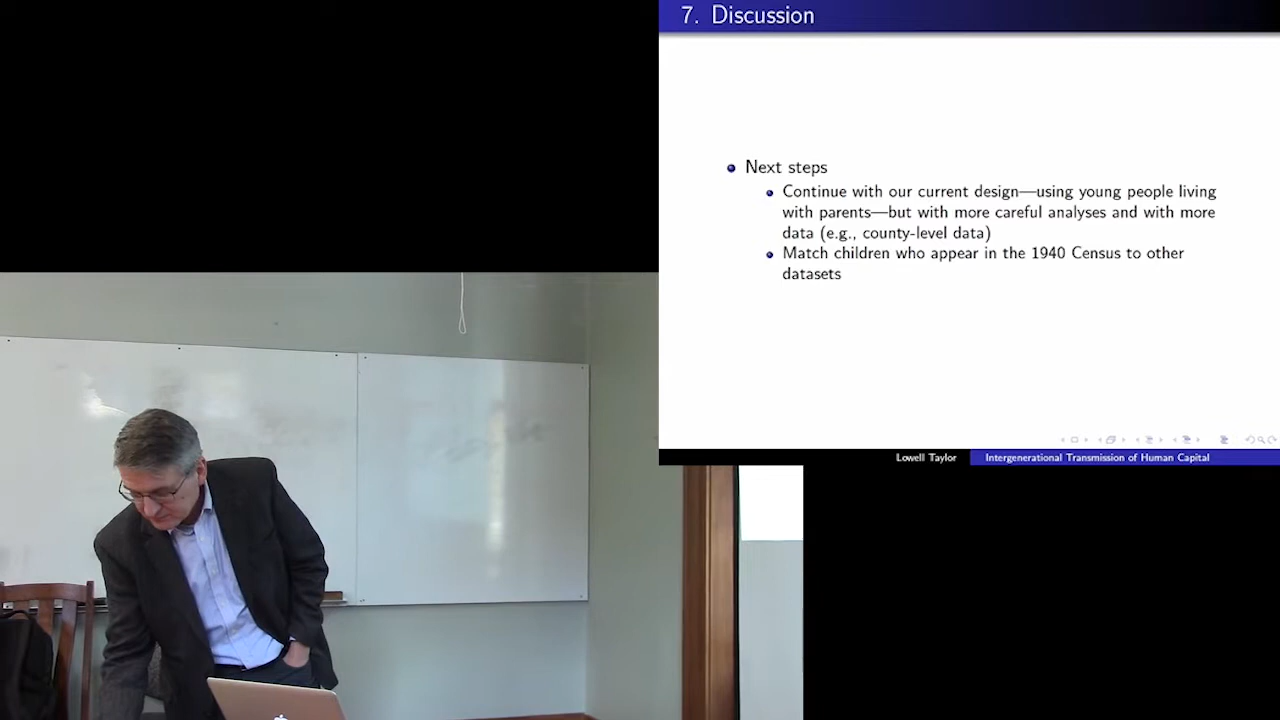 7. Discussion
Next steps
Continue with our current design—using young people living
with parents—but with more careful analyses and with more
data (e.g., county-level data)
Match children who appear in the 1940 Census to other
datasets
Lowell Taylor
Intergenerational Transmission of Human Capital